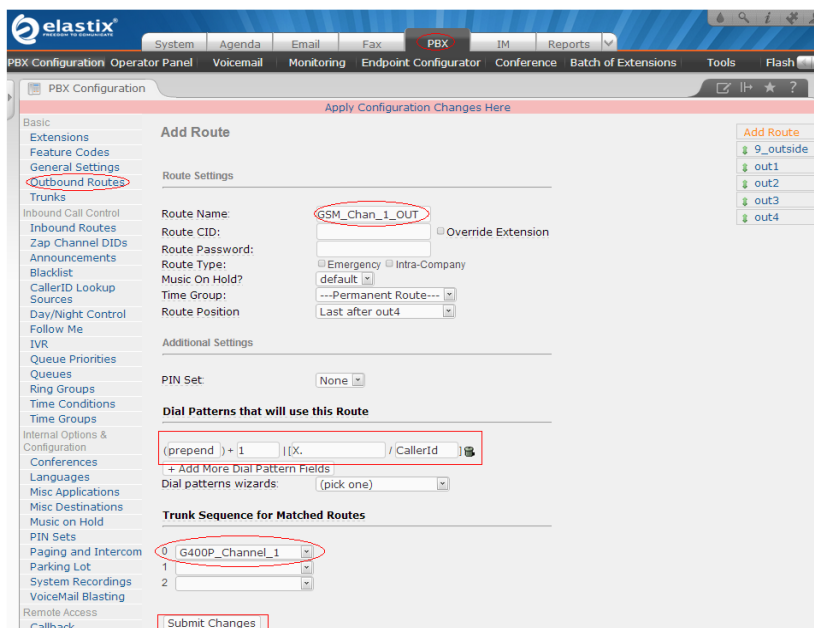 elastix®
FREEDOM TO COMMUNICATE
System Agenda Email Fax PBX IM Reports
PBX Configuration Operator Panel Voicemail Monitoring Endpoint Configurator Conference Batch of Extensions Tools Flash
PBX Configuration
Apply Configuration Changes Here
Basic
Extensions
Feature Codes
General Settings
Outbound Routes
Trunks
Inbound Call Control
Inbound Routes
Zap Channel DIDs
Announcements
Blacklist
CallerID Lookup
Sources
Day/Night Control
Follow Me
IVR
Queue Priorities
Queues
Ring Groups
Time Conditions
Time Groups
Internal Options &
Configuration
Conferences
Languages
Misc Applications
Misc Destinations
Music on Hold
PIN Sets
Paging and Intercom
Parking Lot
System Recordings
VoiceMail Blasting
Remote Access
Callback
Add Route
Route Settings
Route Name: GSM_Chan_1_OUT
Route CID: Override Extension
Route Password:
Route Type: Emergency Intra-Company
Music On Hold? default
Time Group: ---Permanent Route---
Route Position Last after out4
Additional Settings
PIN Set: None
Dial Patterns that will use this Route
(prepend ) + 1 |[X. / CallerId ]
+ Add More Dial Pattern Fields
Dial patterns wizards: (pick one)
Trunk Sequence for Matched Routes
0 G400P_Channel_1
1
2
Submit Changes
Add Route
9_outside
out1
out2
out3
out4